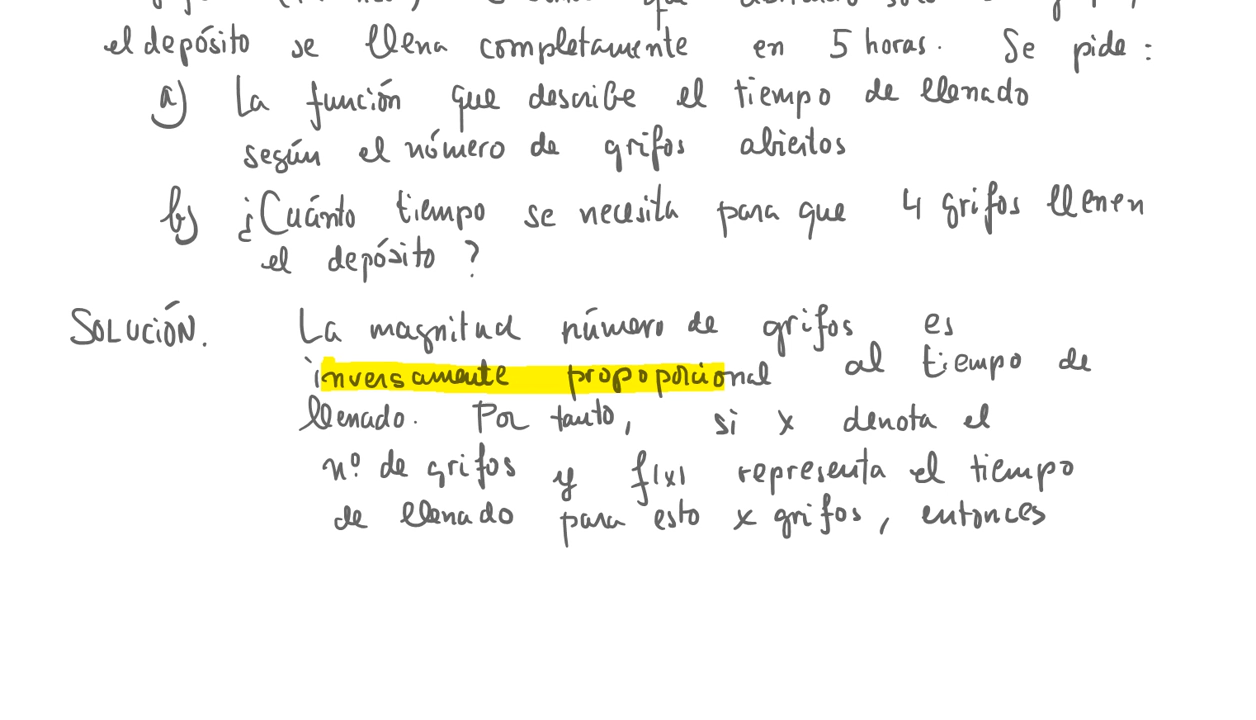 el depósito se llena completamente en 5 horas. Se pide :
a) La función que describe el tiempo de llenado
según el número de grifos abiertos
b) ¿Cuánto tiempo se necesita para que 4 grifos llenen
el depósito ?
SOLUCIÓN. La magnitud número de grifos es
inversamente propoporcional al tiempo de
llenado. Por tanto, si x denota el
nº de grifos y f(x) representa el tiempo
de llenado para esto x grifos, entonces